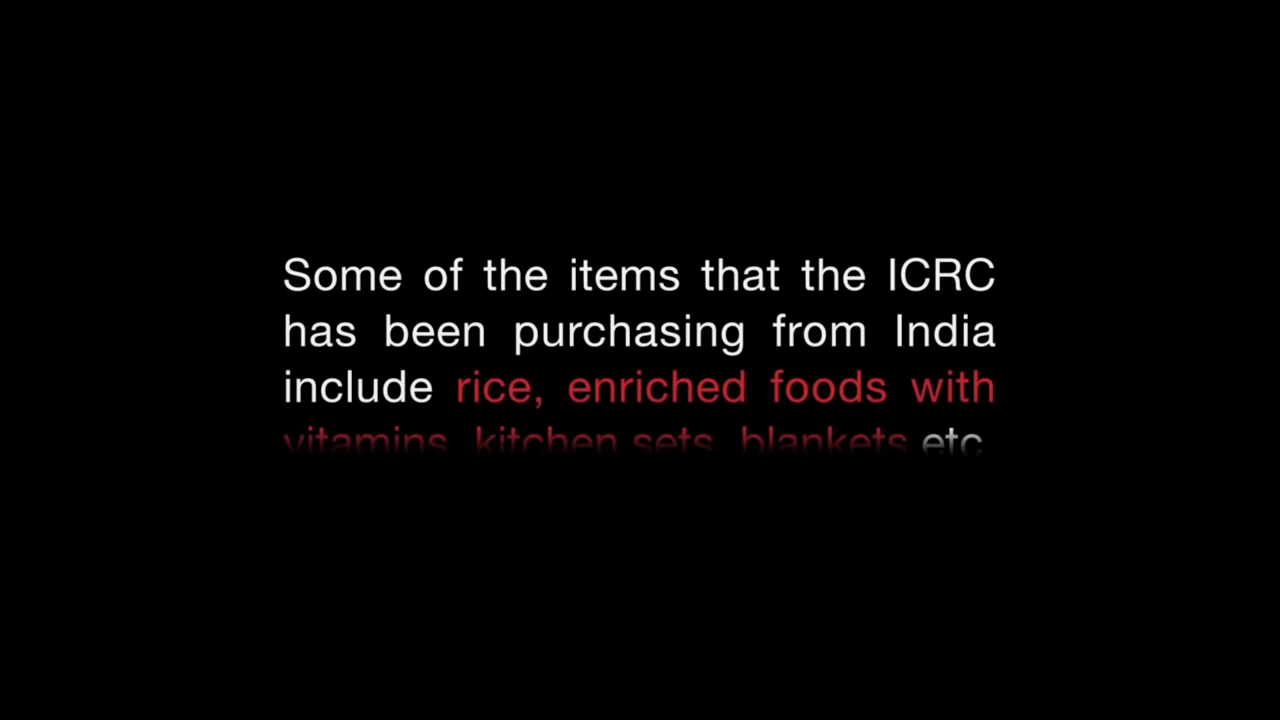 Some of the items that the ICRC
has been purchasing from India
include rice, enriched foods with
vitamins, kitchen sets, blankets etc.